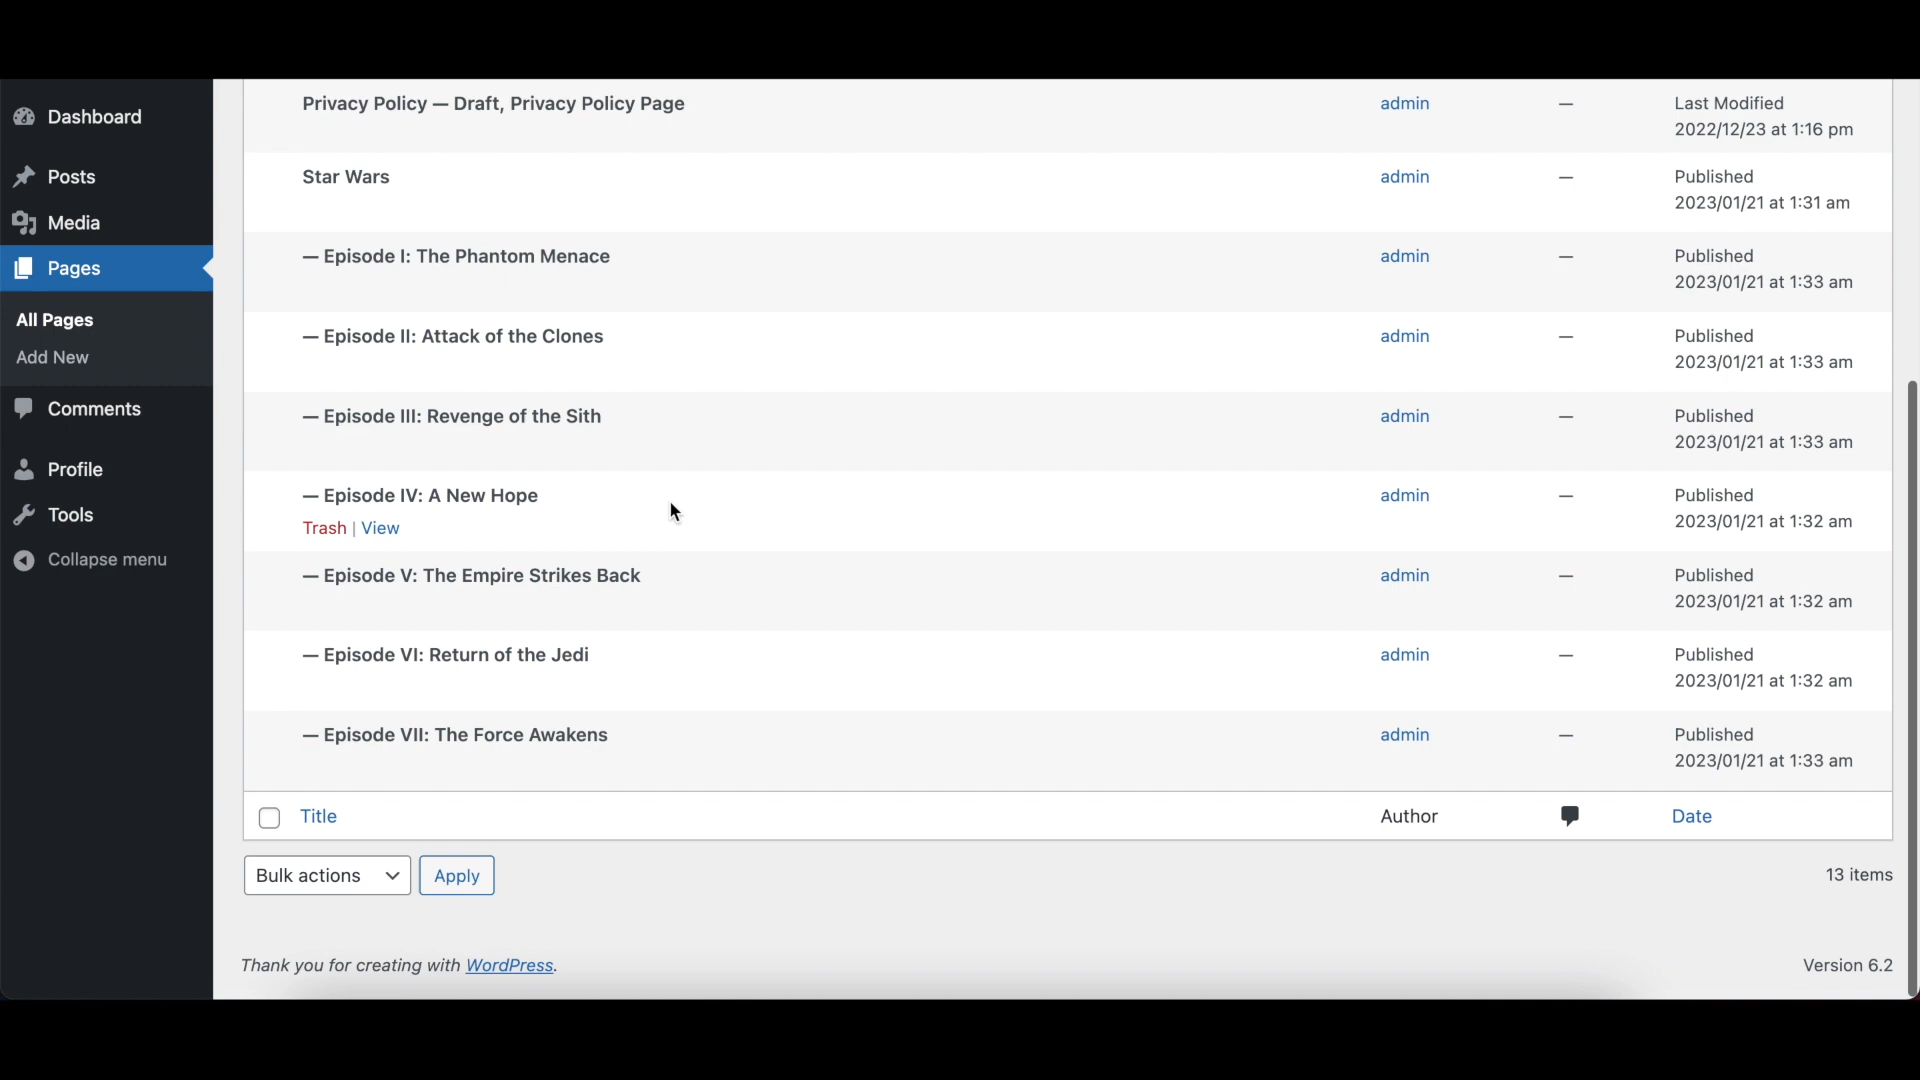 Dashboard
Posts
Media
Pages
All Pages
Add New
Comments
Profile
Tools
Collapse menu
Privacy Policy — Draft, Privacy Policy Page admin — Last Modified
2022/12/23 at 1:16 pm
Star Wars admin — Published
2023/01/21 at 1:31 am
— Episode I: The Phantom Menace admin — Published
2023/01/21 at 1:33 am
— Episode II: Attack of the Clones admin — Published
2023/01/21 at 1:33 am
— Episode III: Revenge of the Sith admin — Published
2023/01/21 at 1:33 am
— Episode IV: A New Hope admin — Published
Trash | View 2023/01/21 at 1:32 am
— Episode V: The Empire Strikes Back admin — Published
2023/01/21 at 1:32 am
— Episode VI: Return of the Jedi admin — Published
2023/01/21 at 1:32 am
— Episode VII: The Force Awakens admin — Published
2023/01/21 at 1:33 am
Title Author Date
Bulk actions Apply 13 items
Thank you for creating with WordPress. Version 6.2